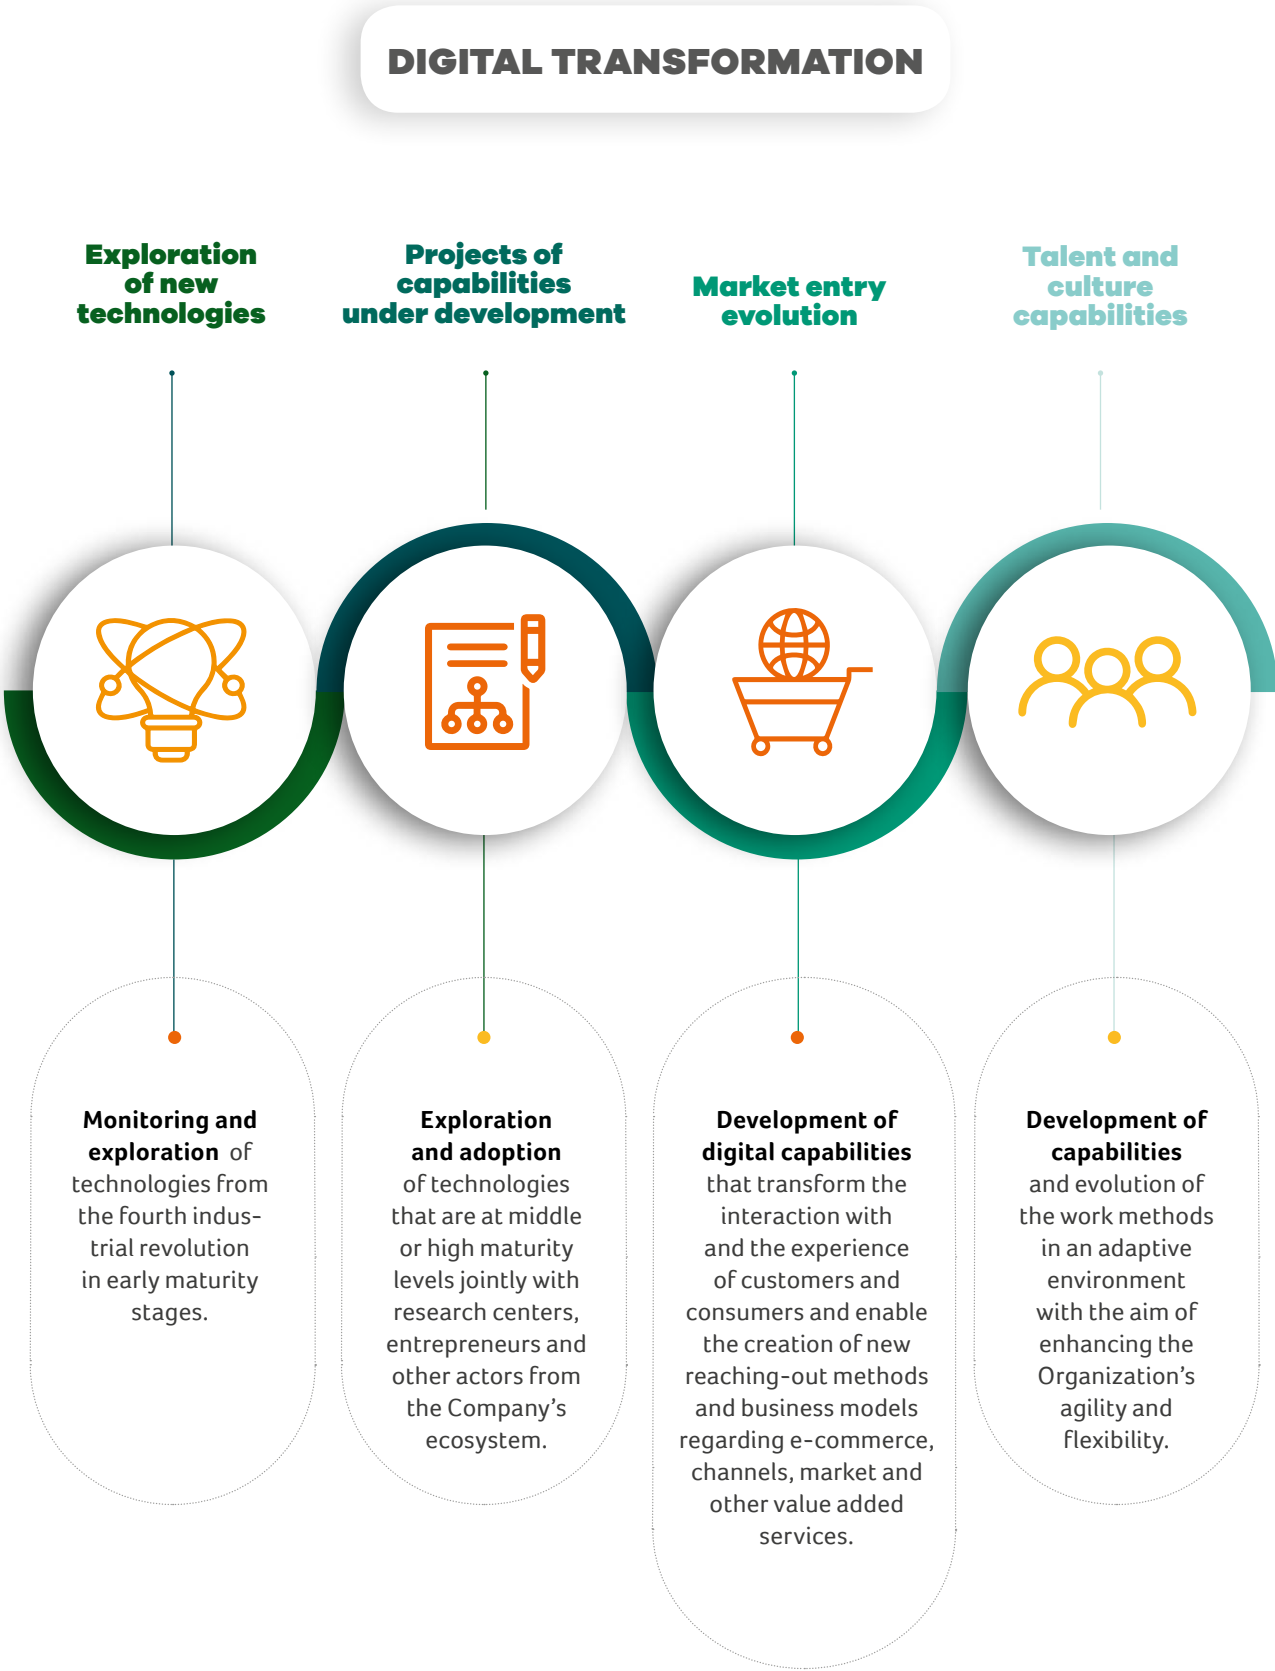 DIGITAL TRANSFORMATION
Exploration
of new
technologies
Projects of
capabilities
under development
Market entry
evolution
Talent and
culture
capabilities
Monitoring and
exploration of
technologies from
the fourth indus-
trial revolution
in early maturity
stages.
Exploration
and adoption
of technologies
that are at middle
or high maturity
levels jointly with
research centers,
entrepreneurs and
other actors from
the Company’s
ecosystem.
Development of
digital capabilities
that transform the
interaction with
and the experience
of customers and
consumers and enable
the creation of new
reaching-out methods
and business models
regarding e-commerce,
channels, market and
other value added
services.
Development of
capabilities
and evolution of
the work methods
in an adaptive
environment
with the aim of
enhancing the
Organization’s
agility and
flexibility.